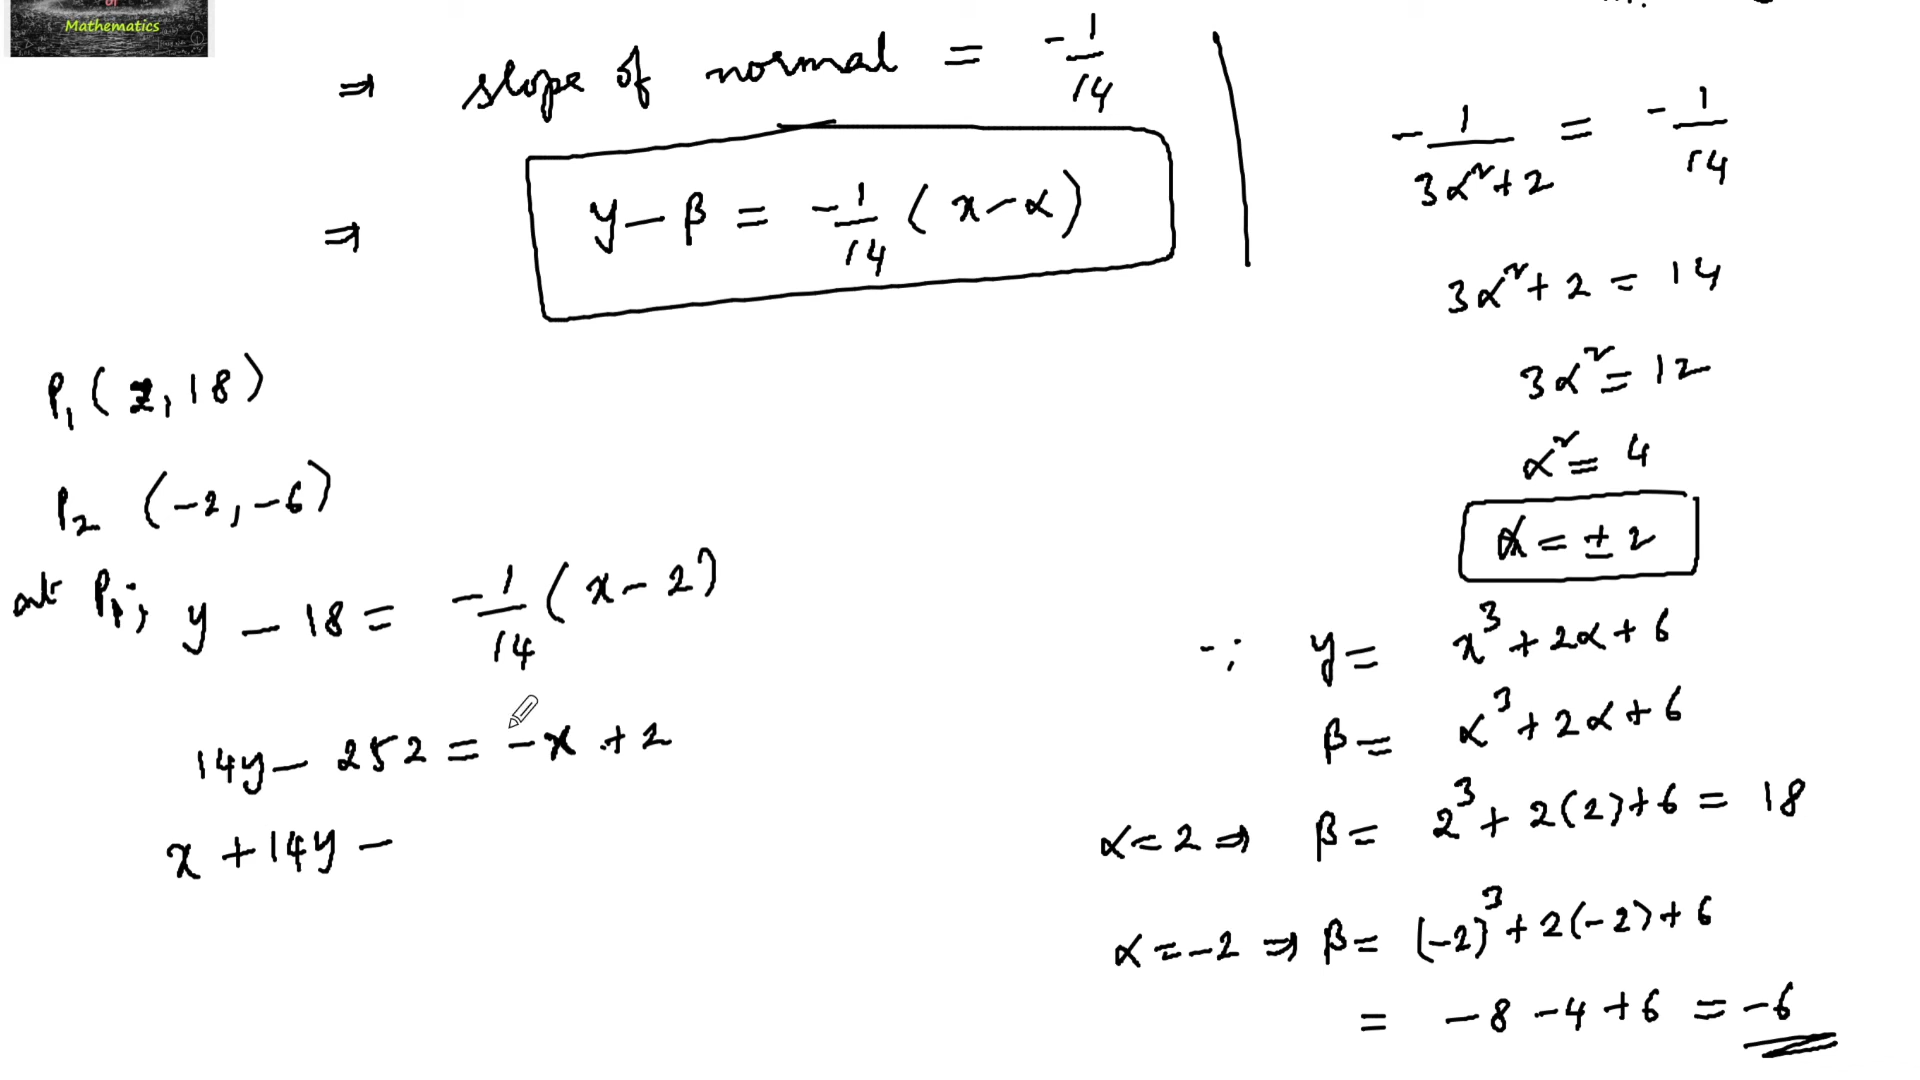 Mathematics
⇒ slope of normal = -1/14
⇒ y - β = -1/14 (x - α)
P₁ (2, 18)
P₂ (-2, -6)
at P₁; y - 18 = -1/14 (x - 2)
14y - 252 = -x + 2
x + 14y -
-1/(3α²+2) = -1/14
3α² + 2 = 14
3α² = 12
α² = 4
α = ± 2
∵ y = x³ + 2α + 6
β = α³ + 2α + 6
α = 2 ⇒ β = 2³ + 2(2) + 6 = 18
α = -2 ⇒ β = (-2)³ + 2(-2) + 6
= -8 - 4 + 6 = -6